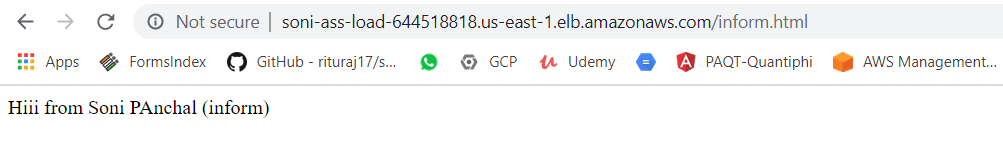 Not secure | soni-ass-load-644518818.us-east-1.elb.amazonaws.com/inform.html
Apps FormsIndex GitHub - rituraj17/s... GCP Udemy PAQT-Quantiphi AWS Management...
Hiii from Soni PAnchal (inform)